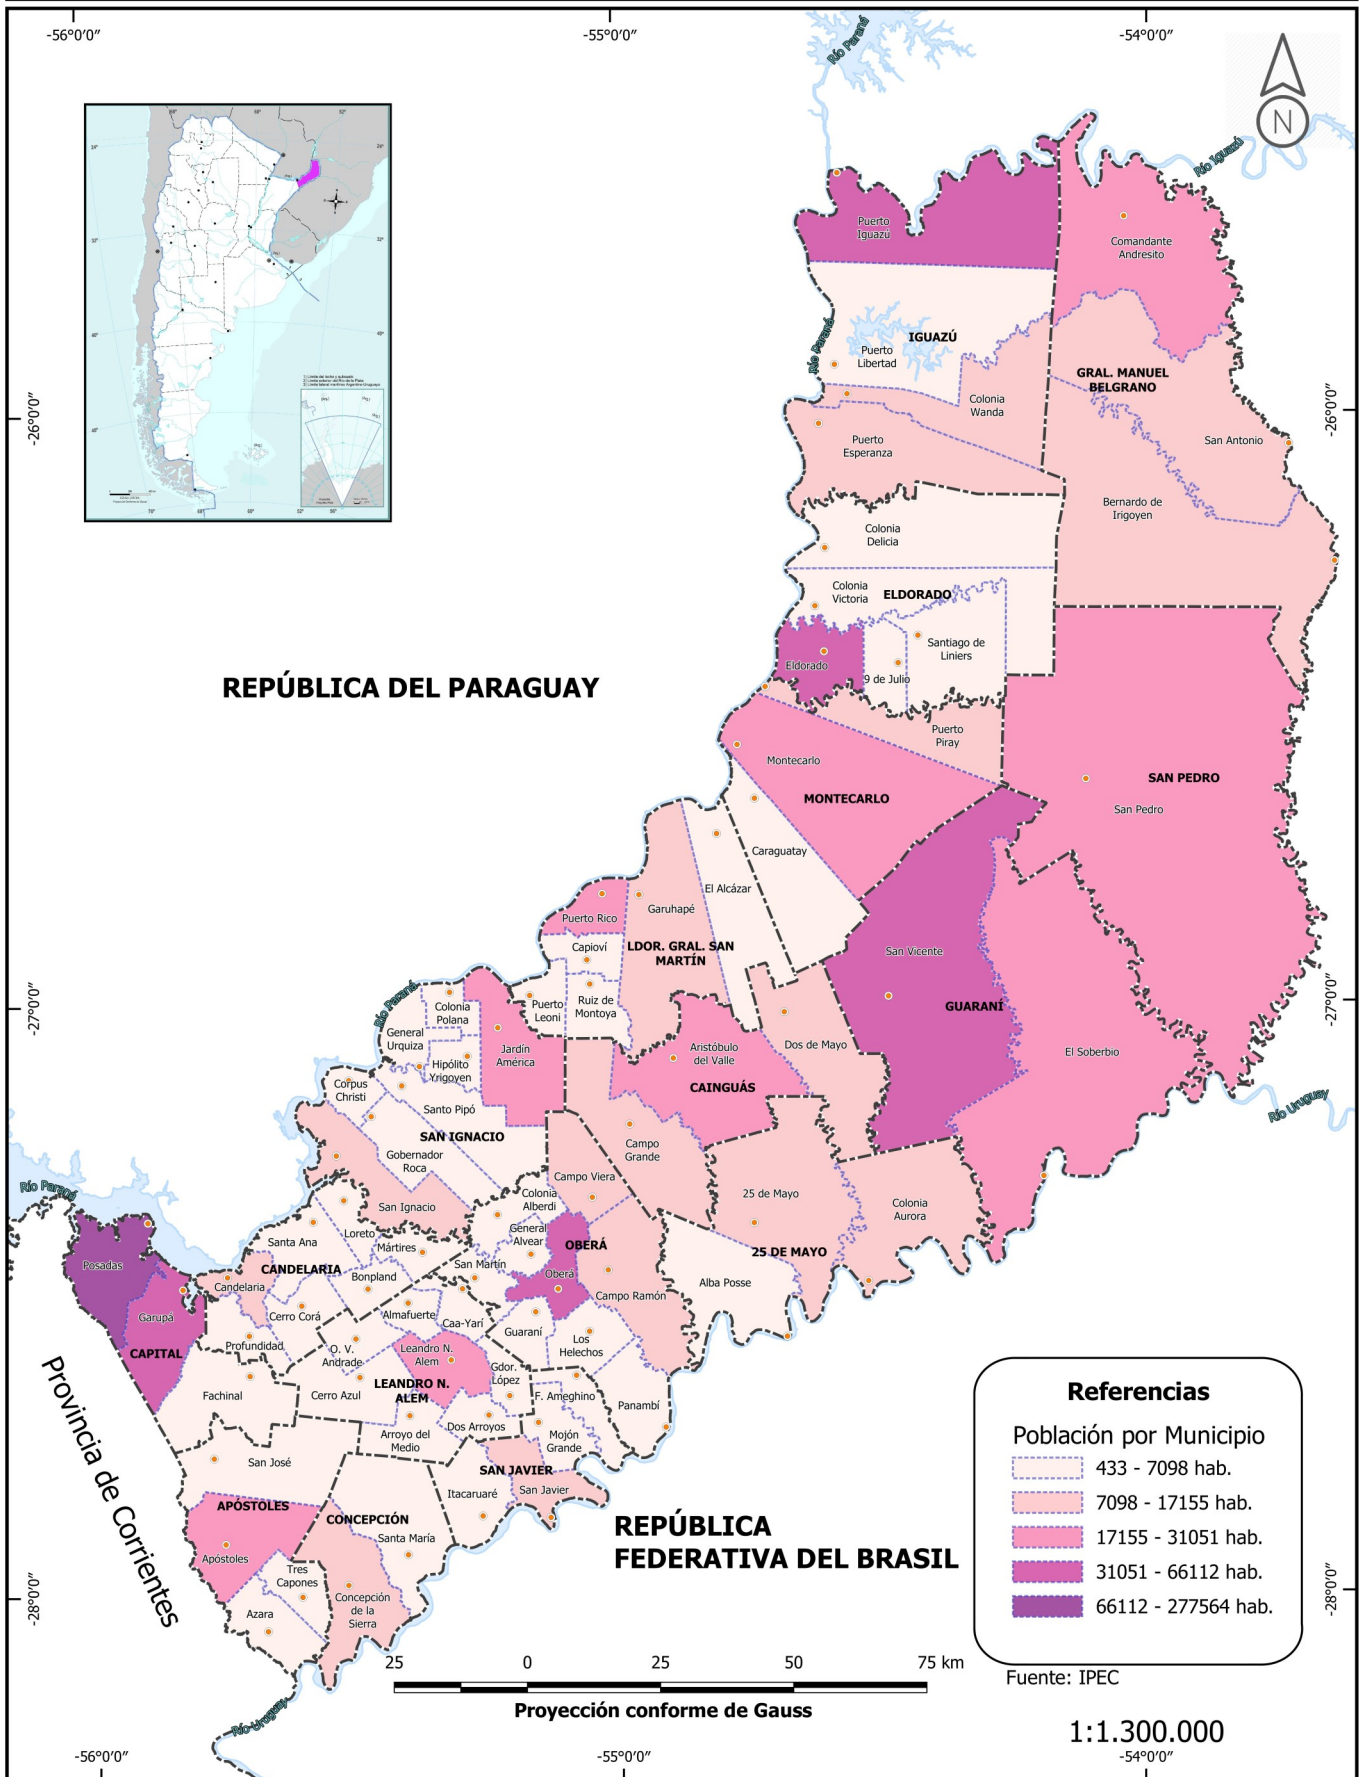 -56°0′0″
-55°0′0″
-54°0′0″
Río Paraná
N
Río Iguazú
Puerto
Iguazú
Comandante
Andresito
Río Paraná
IGUAZÚ
Puerto
Libertad
GRAL. MANUEL
BELGRANO
Colonia
Wanda
-26°0′0″
-26°0′0″
Puerto
Esperanza
San Antonio
Bernardo de
Irigoyen
Colonia
Delicia
Colonia
Victoria
ELDORADO
Santiago de
Liniers
Eldorado
9 de Julio
REPÚBLICA DEL PARAGUAY
Puerto
Piray
Montecarlo
MONTECARLO
SAN PEDRO
San Pedro
Caraguatay
El Alcázar
Garuhapé
Puerto Rico
Capioví
LDOR. GRAL. SAN
MARTÍN
San Vicente
GUARANÍ
Río Paraná
-27°0′0″
-27°0′0″
Colonia
Polana
Puerto
Leoni
Ruiz de
Montoya
General
Urquiza
Jardín
América
Aristóbulo
del Valle
Dos de Mayo
El Soberbio
Hipólito
Yrigoyen
CAINGUÁS
Corpus
Christi
Santo Pipó
SAN IGNACIO
Gobernador
Roca
Campo
Grande
Río Uruguay
Campo Viera
Río Paraná
San Ignacio
Colonia
Alberdi
25 de Mayo
Colonia
Aurora
Santa Ana
Loreto
Mártires
General
Alvear
OBERÁ
25 DE MAYO
Posadas
CANDELARIA
San Martín
Candelaria
Bonpland
Oberá
Alba Posse
Campo Ramón
Garupá
Cerro Corá
Almafuerte
Caa-Yarí
Guaraní
Los
Helechos
CAPITAL
Profundidad
O. V.
Andrade
Leandro N.
Alem
Gdor.
López
Fachinal
Cerro Azul
LEANDRO N.
ALEM
F. Ameghino
Panambí
Arroyo del
Medio
Dos Arroyos
Mojón
Grande
Provincia de Corrientes
San José
SAN JAVIER
San Javier
Itacaruaré
APÓSTOLES
CONCEPCIÓN
Santa María
Apóstoles
Tres
Capones
Concepción
de la
Sierra
Azara
REPÚBLICA
FEDERATIVA DEL BRASIL
Referencias
Población por Municipio
433 - 7098 hab.
7098 - 17155 hab.
17155 - 31051 hab.
31051 - 66112 hab.
66112 - 277564 hab.
-28°0′0″
-28°0′0″
25 0 25 50 75 km
Proyección conforme de Gauss
Fuente: IPEC
1:1.300.000
Río Uruguay
-56°0′0″
-55°0′0″
-54°0′0″